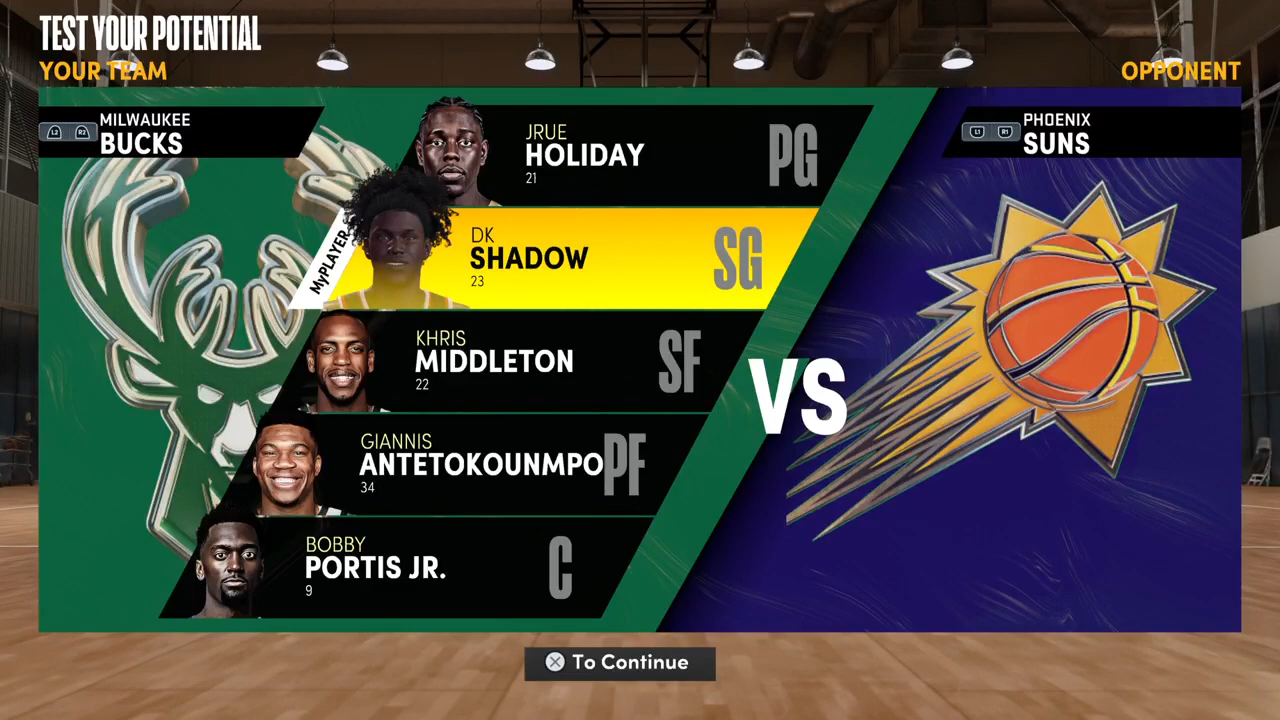 TEST YOUR POTENTIAL
YOUR TEAM
OPPONENT
L2 R2
MILWAUKEE
BUCKS
L1 R1
PHOENIX
SUNS
JRUE
HOLIDAY
21
PG
MyPLAYER
DK
SHADOW
23
SG
KHRIS
MIDDLETON
22
SF
VS
GIANNIS
ANTETOKOUNMPO
34
PF
BOBBY
PORTIS JR.
9
C
To Continue